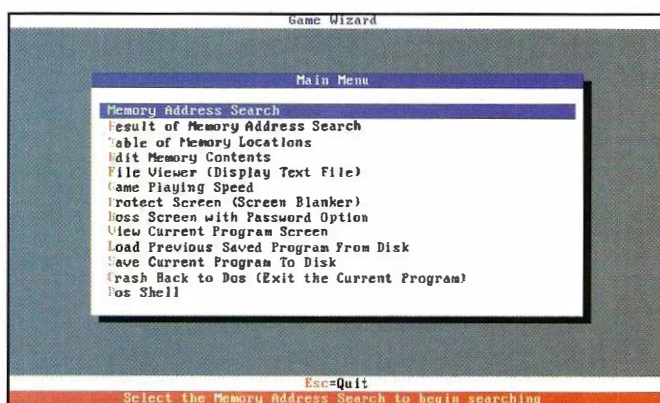 Game Wizard
Main Menu
Memory Address Search
Result of Memory Address Search
Table of Memory Locations
Edit Memory Contents
File Viewer (Display Text File)
Game Playing Speed
Protect Screen (Screen Blanker)
Boss Screen with Password Option
View Current Program Screen
Load Previous Saved Program From Disk
Save Current Program To Disk
Crash Back to Dos (Exit the Current Program)
Dos Shell
Esc=Quit
Select the Memory Address Search to begin searching